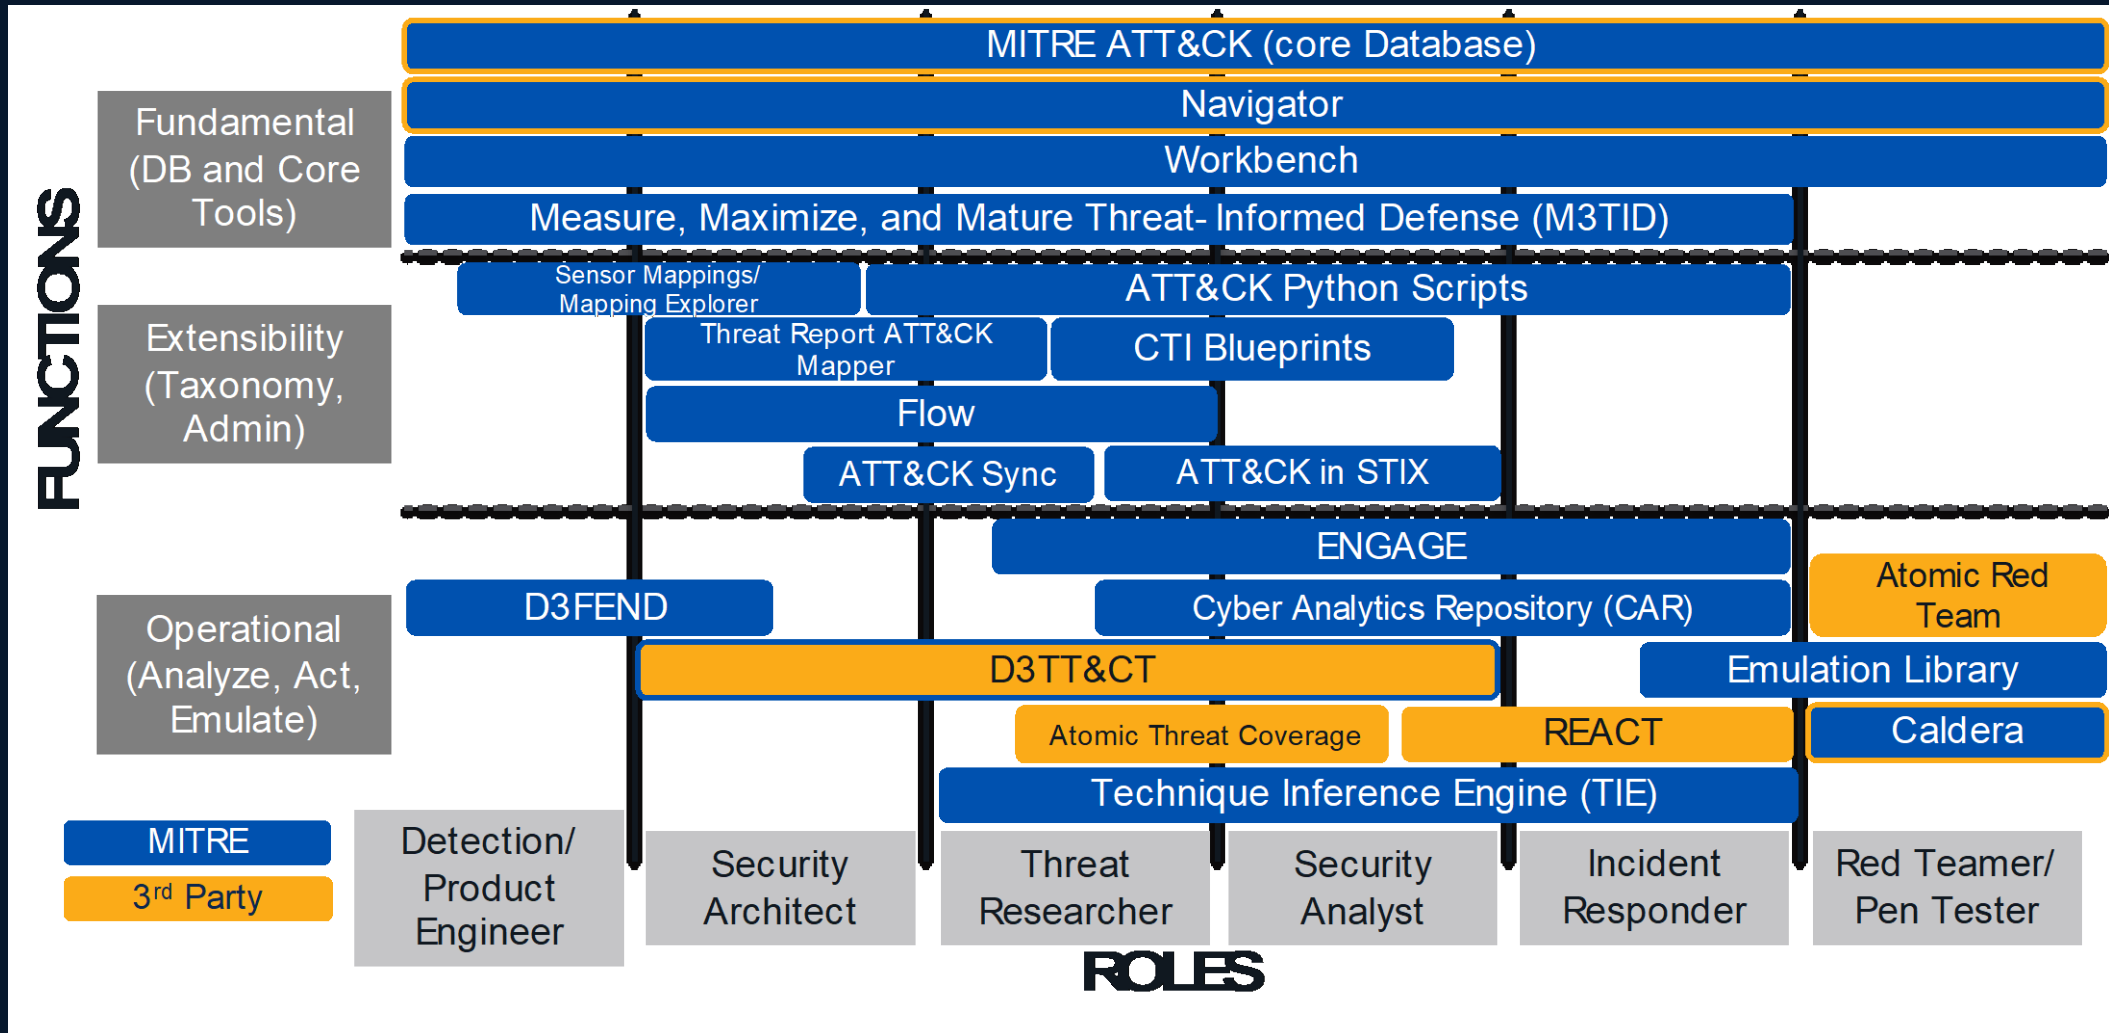 MITRE ATT&CK (core Database)
Navigator
Workbench
Measure, Maximize, and Mature Threat-Informed Defense (M3TID)
FUNCTIONS
Fundamental
(DB and Core
Tools)
Sensor Mappings/
Mapping Explorer
ATT&CK Python Scripts
Threat Report ATT&CK
Mapper
CTI Blueprints
Flow
ATT&CK Sync
ATT&CK in STIX
Extensibility
(Taxonomy,
Admin)
ENGAGE
D3FEND
Cyber Analytics Repository (CAR)
Atomic Red
Team
D3TT&CT
Emulation Library
Atomic Threat Coverage
REACT
Caldera
Technique Inference Engine (TIE)
Operational
(Analyze, Act,
Emulate)
MITRE
3rd Party
Detection/
Product
Engineer
Security
Architect
Threat
Researcher
Security
Analyst
Incident
Responder
Red Teamer/
Pen Tester
ROLES